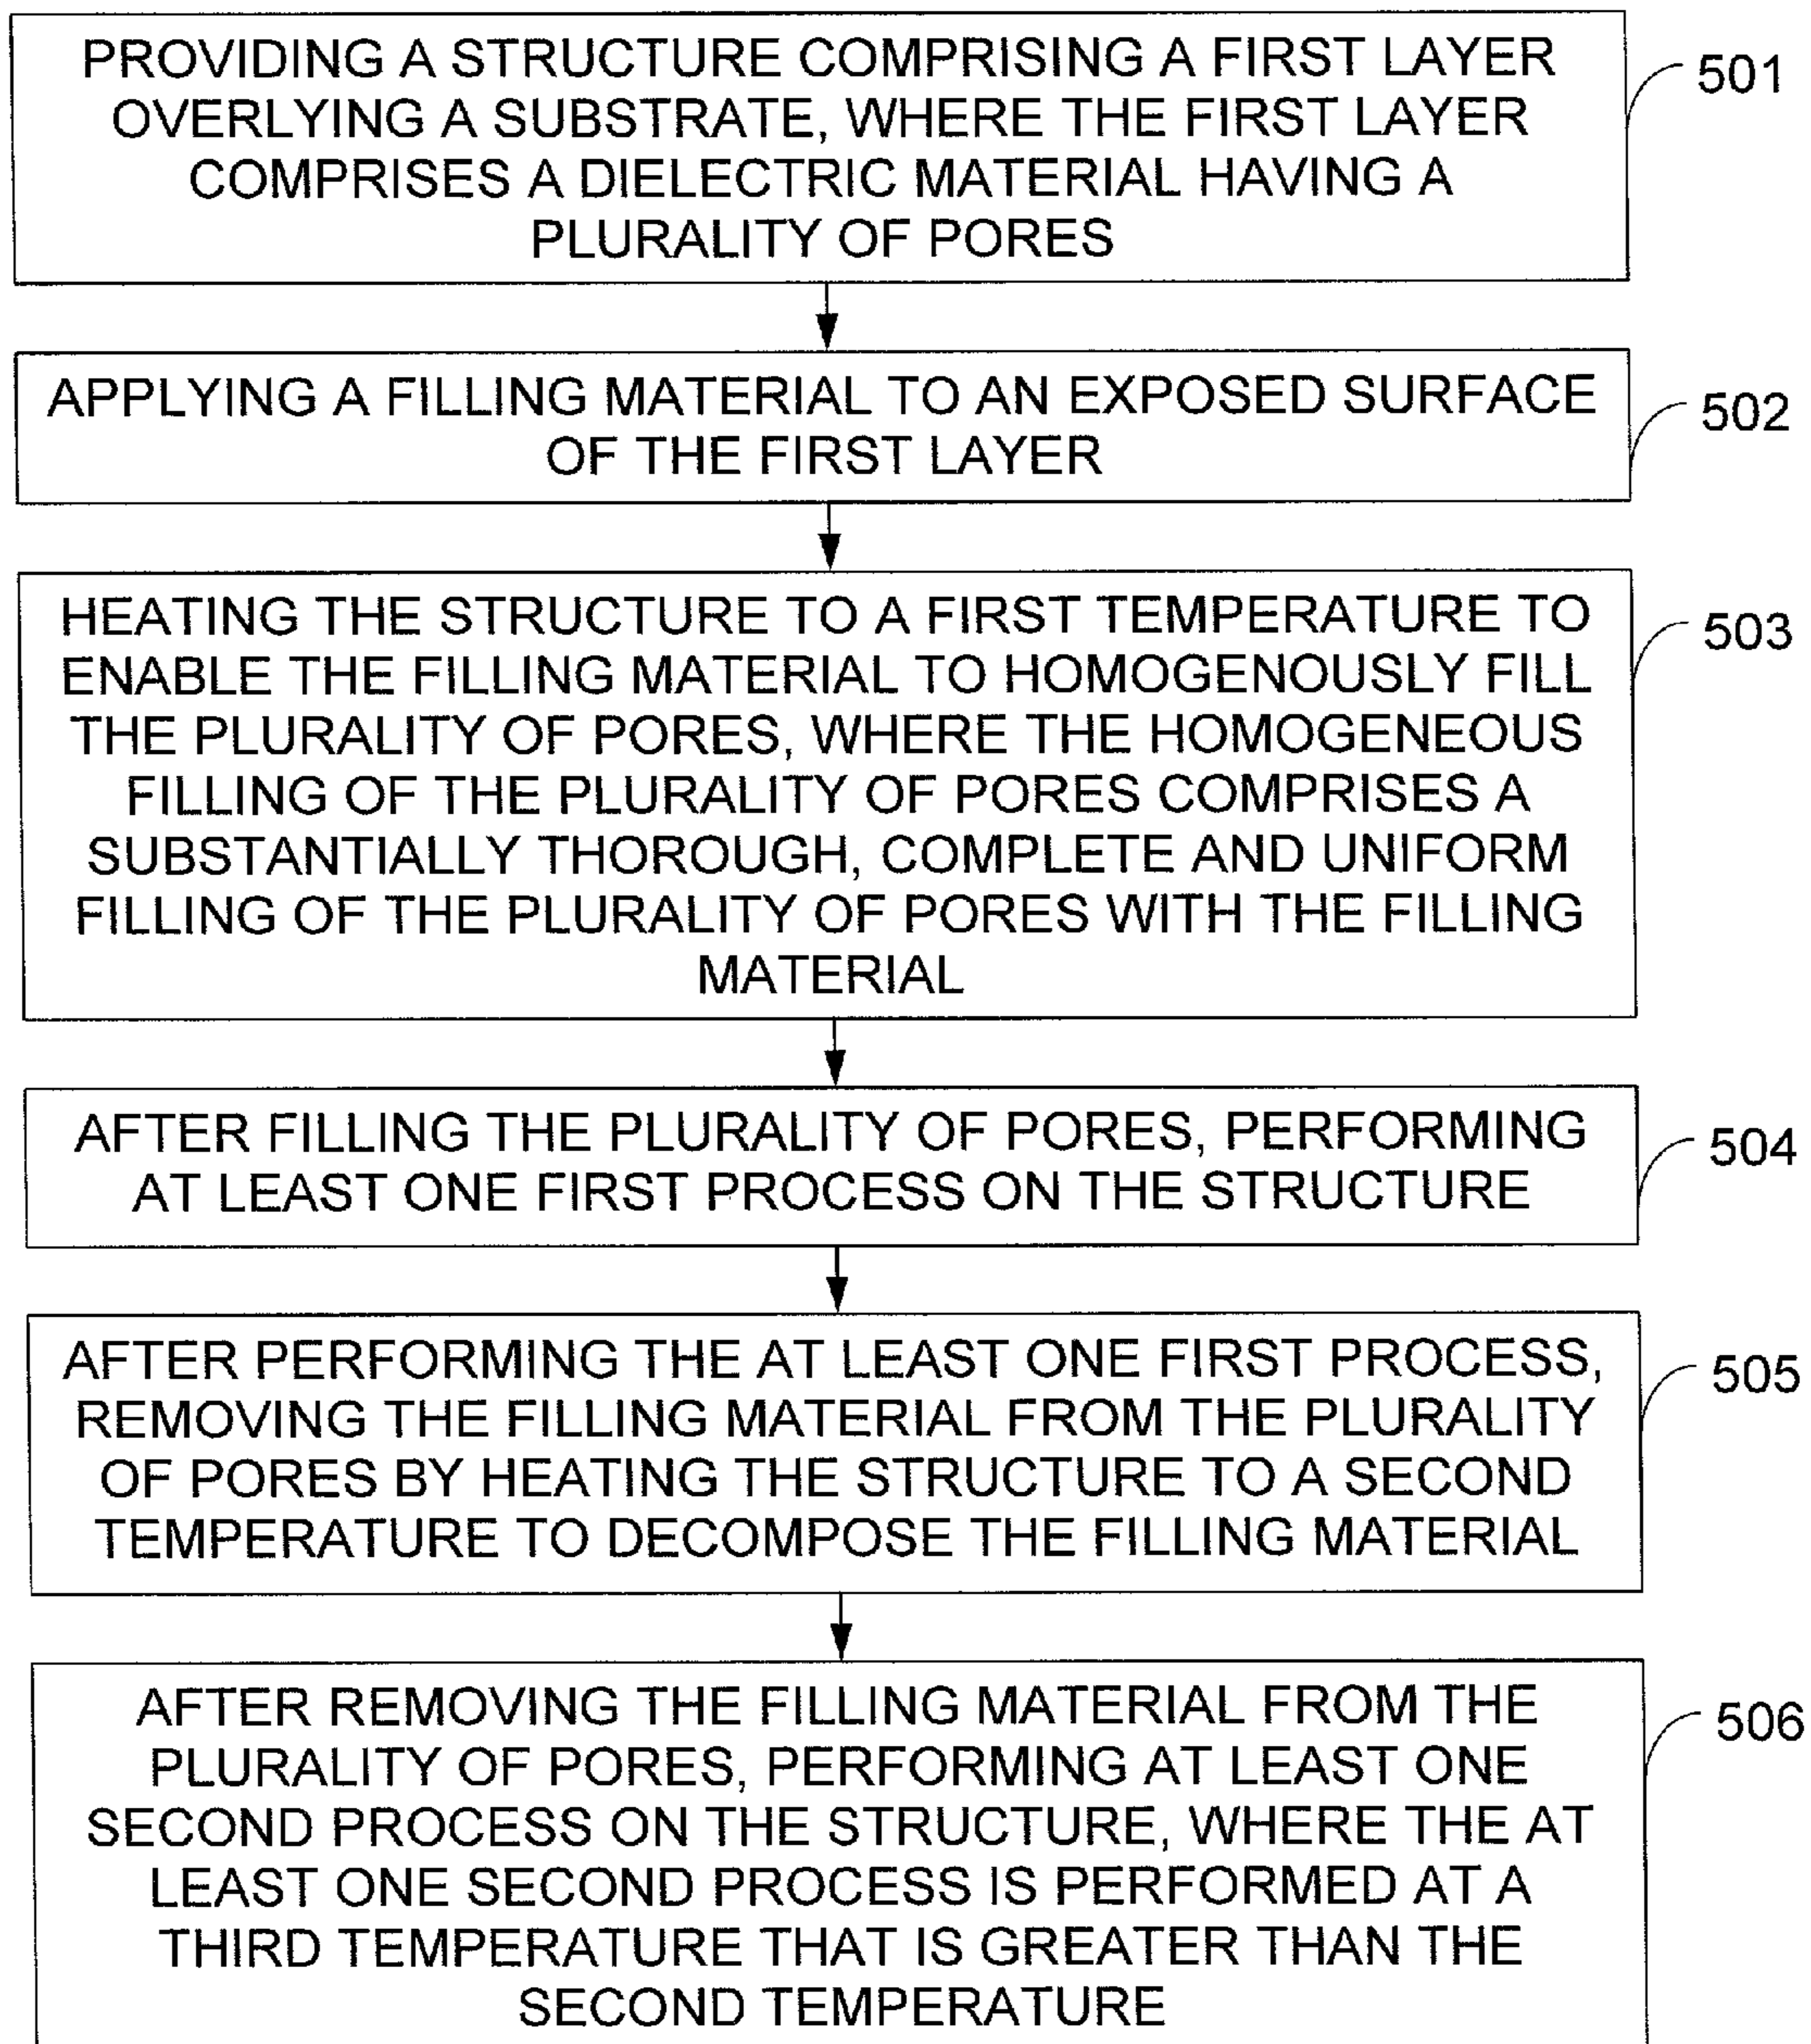 PROVIDING A STRUCTURE COMPRISING A FIRST LAYER
OVERLYING A SUBSTRATE, WHERE THE FIRST LAYER
COMPRISES A DIELECTRIC MATERIAL HAVING A
PLURALITY OF PORES
501
APPLYING A FILLING MATERIAL TO AN EXPOSED SURFACE
OF THE FIRST LAYER
502
HEATING THE STRUCTURE TO A FIRST TEMPERATURE TO
ENABLE THE FILLING MATERIAL TO HOMOGENOUSLY FILL
THE PLURALITY OF PORES, WHERE THE HOMOGENEOUS
FILLING OF THE PLURALITY OF PORES COMPRISES A
SUBSTANTIALLY THOROUGH, COMPLETE AND UNIFORM
FILLING OF THE PLURALITY OF PORES WITH THE FILLING
MATERIAL
503
AFTER FILLING THE PLURALITY OF PORES, PERFORMING
AT LEAST ONE FIRST PROCESS ON THE STRUCTURE
504
AFTER PERFORMING THE AT LEAST ONE FIRST PROCESS,
REMOVING THE FILLING MATERIAL FROM THE PLURALITY
OF PORES BY HEATING THE STRUCTURE TO A SECOND
TEMPERATURE TO DECOMPOSE THE FILLING MATERIAL
505
AFTER REMOVING THE FILLING MATERIAL FROM THE
PLURALITY OF PORES, PERFORMING AT LEAST ONE
SECOND PROCESS ON THE STRUCTURE, WHERE THE AT
LEAST ONE SECOND PROCESS IS PERFORMED AT A
THIRD TEMPERATURE THAT IS GREATER THAN THE
SECOND TEMPERATURE
506